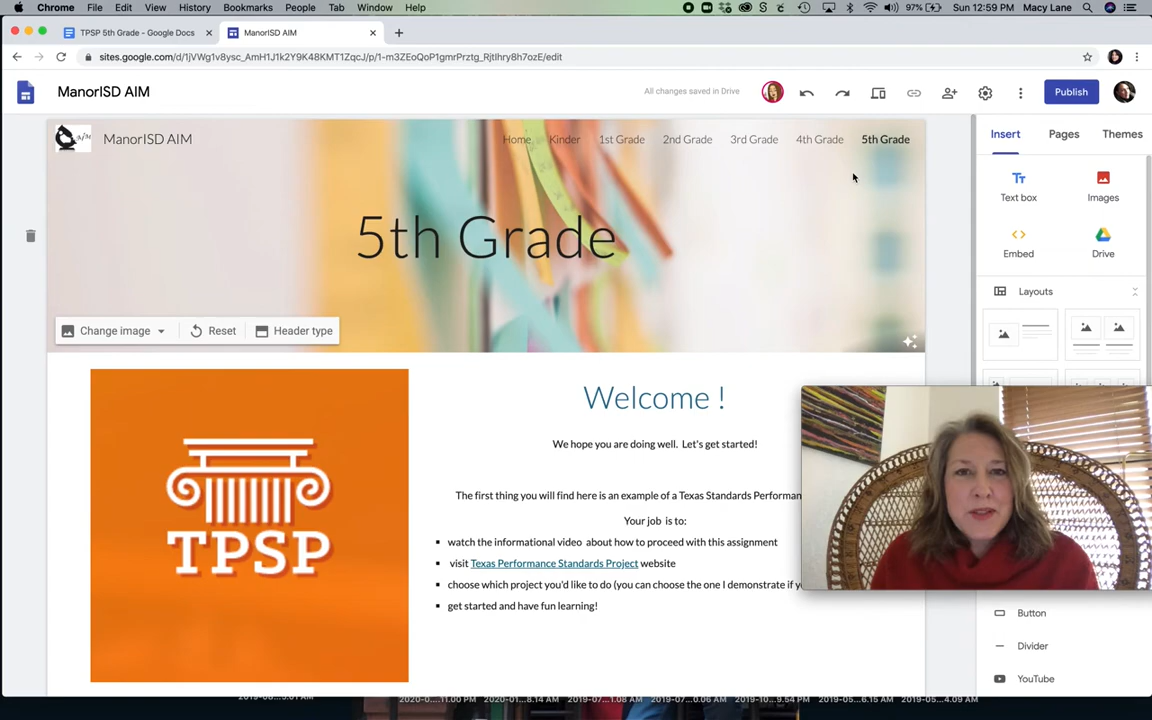 Chrome File Edit View History Bookmarks People Tab Window Help 97% Sun 12:59 PM Macy Lane
TPSP 5th Grade - Google Docs ManorISD AIM
sites.google.com/d/1jVWg1v8ysc_AmH1J1k2Y9K48KMT1ZqcJ/p/1-m3ZEoQoP1gmrPrztg_Rjtlhry8h7ozE/edit
ManorISD AIM All changes saved in Drive Publish
ManorISD AIM Home Kinder 1st Grade 2nd Grade 3rd Grade 4th Grade 5th Grade
Insert Pages Themes
Text box Images
5th Grade
Embed Drive
Layouts
Change image Reset Header type
Welcome !
We hope you are doing well. Let's get started!
TPSP
The first thing you will find here is an example of a Texas Standards
Your job is to:
watch the informational video about how to proceed with this assignment
visit Texas Performance Standards Project website
choose which project you'd like to do (you can choose the one I demonstrate if
get started and have fun learning!
Button
Divider
YouTube